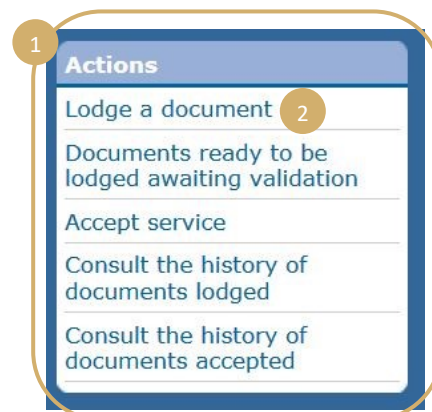 1
Actions
Lodge a document 2
Documents ready to be
lodged awaiting validation
Accept service
Consult the history of
documents lodged
Consult the history of
documents accepted